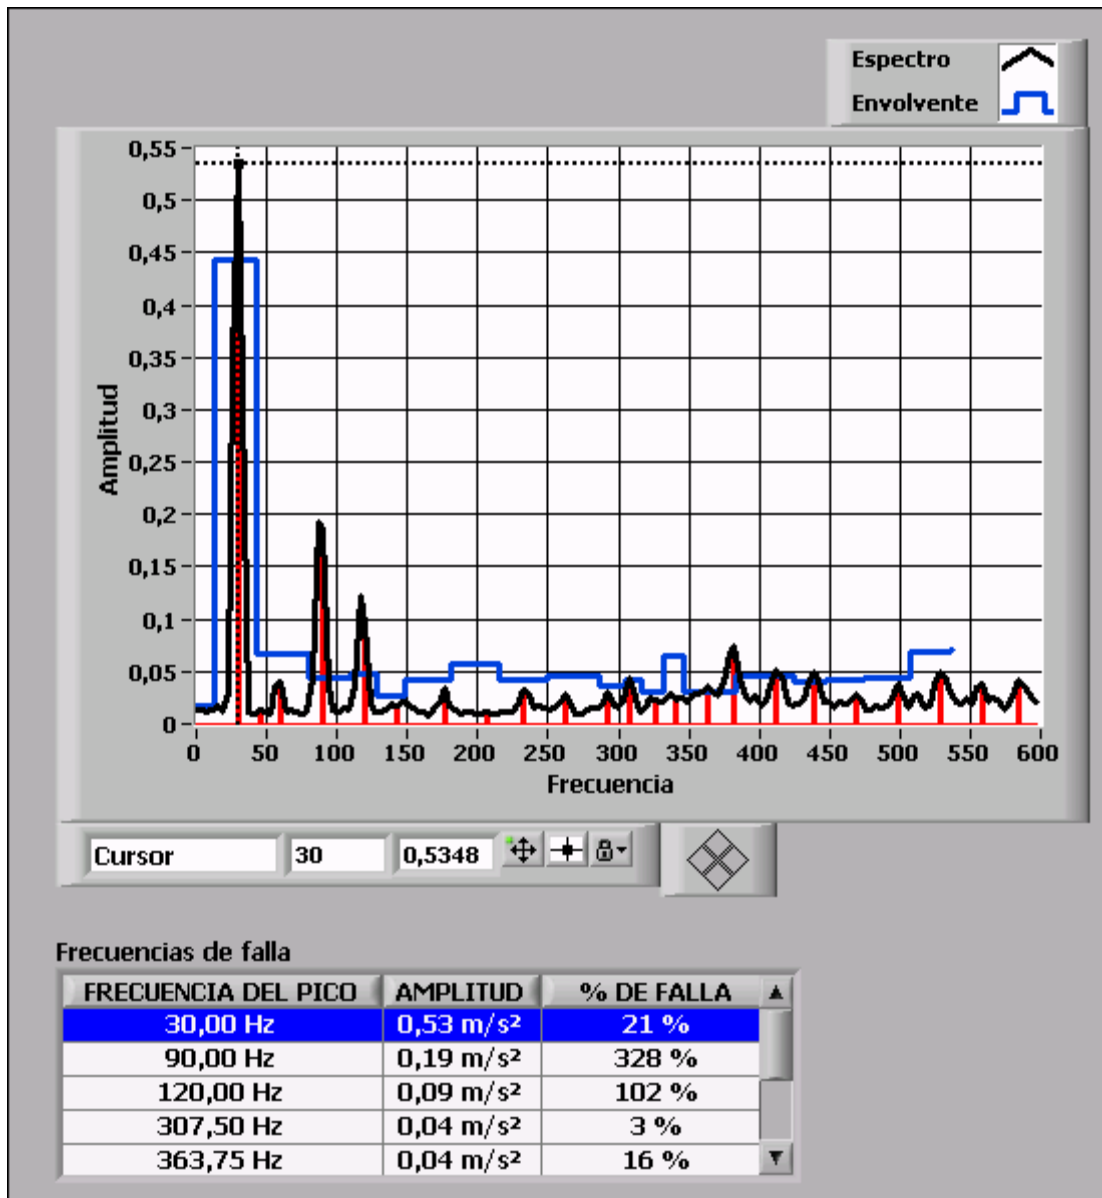 Espectro
Envolvente
0,55
0,5
0,45
0,4
0,35
0,3
0,25
0,2
0,15
0,1
0,05
0
Amplitud
0 50 100 150 200 250 300 350 400 450 500 550 600
Frecuencia
Cursor 30 0,5348
Frecuencias de falla
FRECUENCIA DEL PICO AMPLITUD % DE FALLA
30,00 Hz 0,53 m/s² 21 %
90,00 Hz 0,19 m/s² 328 %
120,00 Hz 0,09 m/s² 102 %
307,50 Hz 0,04 m/s² 3 %
363,75 Hz 0,04 m/s² 16 %